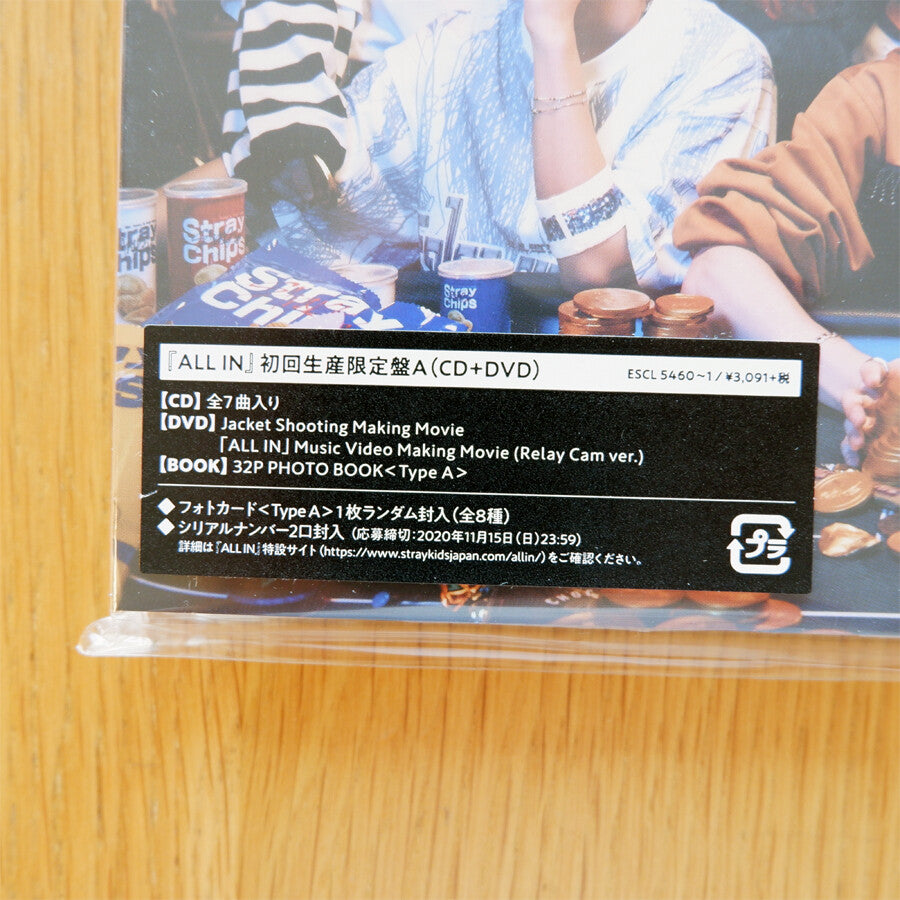 Stray
Chips
tray
hips
Stray
Chips
Stray
Chips
『ALL IN』初回生産限定盤A(CD+DVD)
ESCL 5460~1/¥3,091+税
【CD】全7曲入り
【DVD】Jacket Shooting Making Movie
「ALL IN」Music Video Making Movie (Relay Cam ver.)
【BOOK】32P PHOTO BOOK<Type A>
◆フォトカード<Type A>1枚ランダム封入(全8種)
◆シリアルナンバー2口封入 (応募締切:2020年11月15日(日)23:59)
詳細は『ALL IN』特設サイト(https://www.straykidsjapan.com/allin/)をご確認ください。
プラ